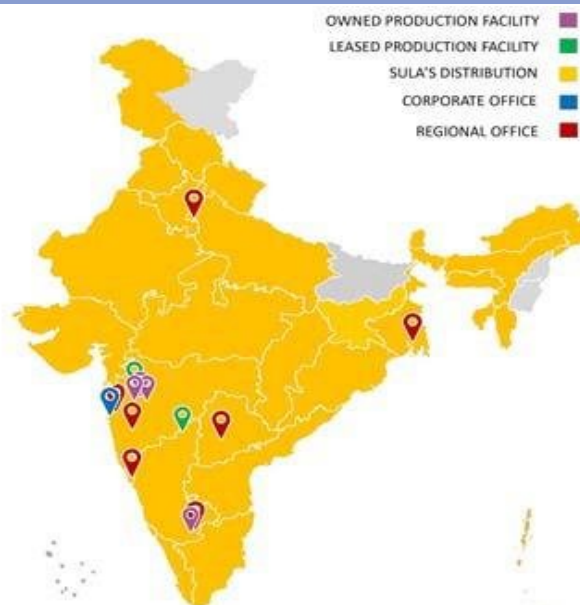 OWNED PRODUCTION FACILITY
LEASED PRODUCTION FACILITY
SULA'S DISTRIBUTION
CORPORATE OFFICE
REGIONAL OFFICE